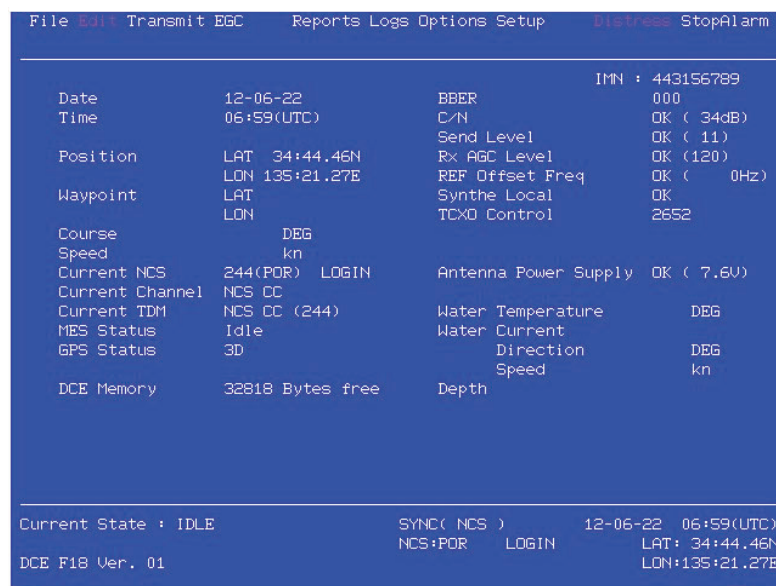 File Edit Transmit EGC Reports Logs Options Setup Distress StopAlarm
IMN : 443156789
Date 12-06-22 BBER 000
Time 06:59(UTC) C/N OK ( 34dB)
Send Level OK ( 11)
Position LAT 34:44.46N Rx AGC Level OK (120)
LON 135:21.27E REF Offset Freq OK ( 0Hz)
Waypoint LAT Synthe Local OK
LON TCXO Control 2652
Course DEG
Speed kn
Current NCS 244(POR) LOGIN Antenna Power Supply OK ( 7.6V)
Current Channel NCS CC
Current TDM NCS CC (244) Water Temperature DEG
MES Status Idle Water Current
GPS Status 3D Direction DEG
Speed kn
DCE Memory 32818 Bytes free Depth
Current State : IDLE SYNC( NCS ) 12-06-22 06:59(UTC)
NCS:POR LOGIN LAT: 34:44.46N
DCE F18 Ver. 01 LON:135:21.27E